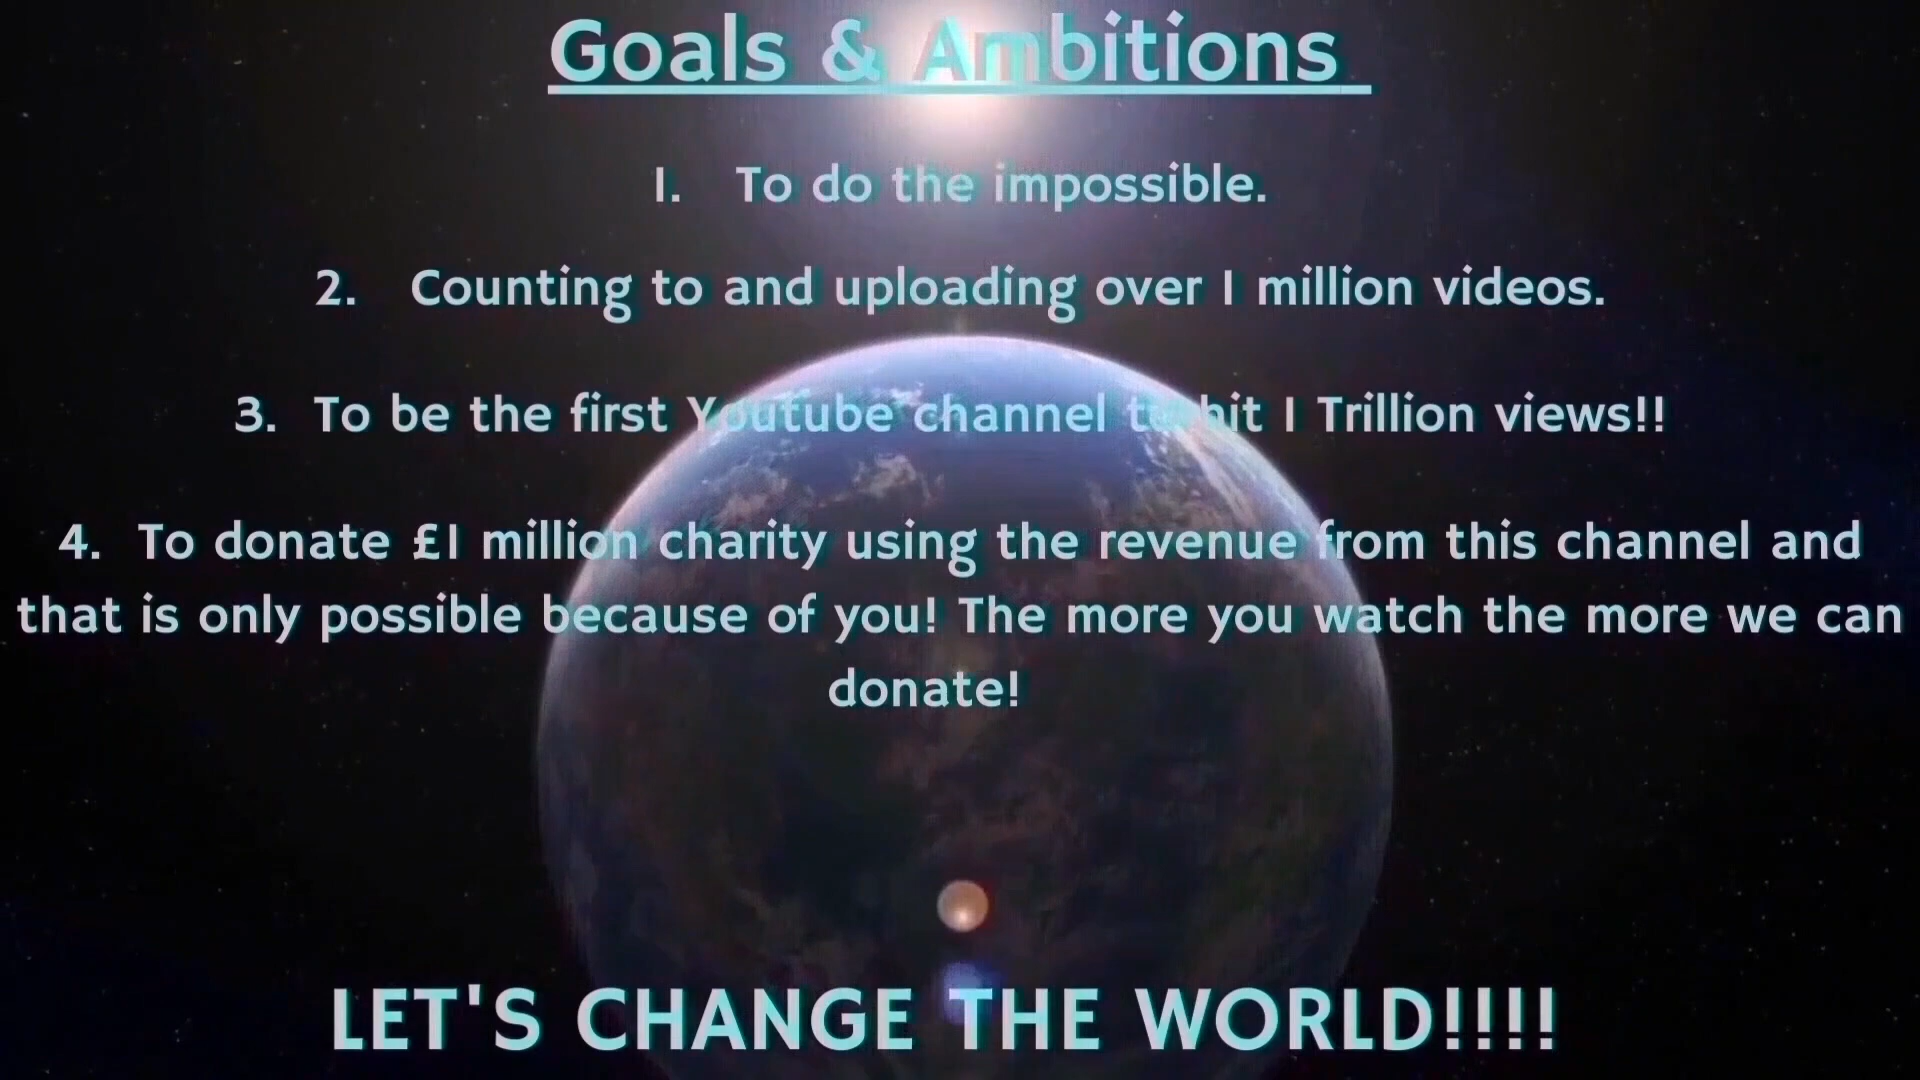 Goals & Ambitions
1. To do the impossible.
2. Counting to and uploading over 1 million videos.
3. To be the first Youtube channel to hit 1 Trillion views!!
4. To donate £1 million charity using the revenue from this channel and
that is only possible because of you! The more you watch the more we can
donate!
LET'S CHANGE THE WORLD!!!!